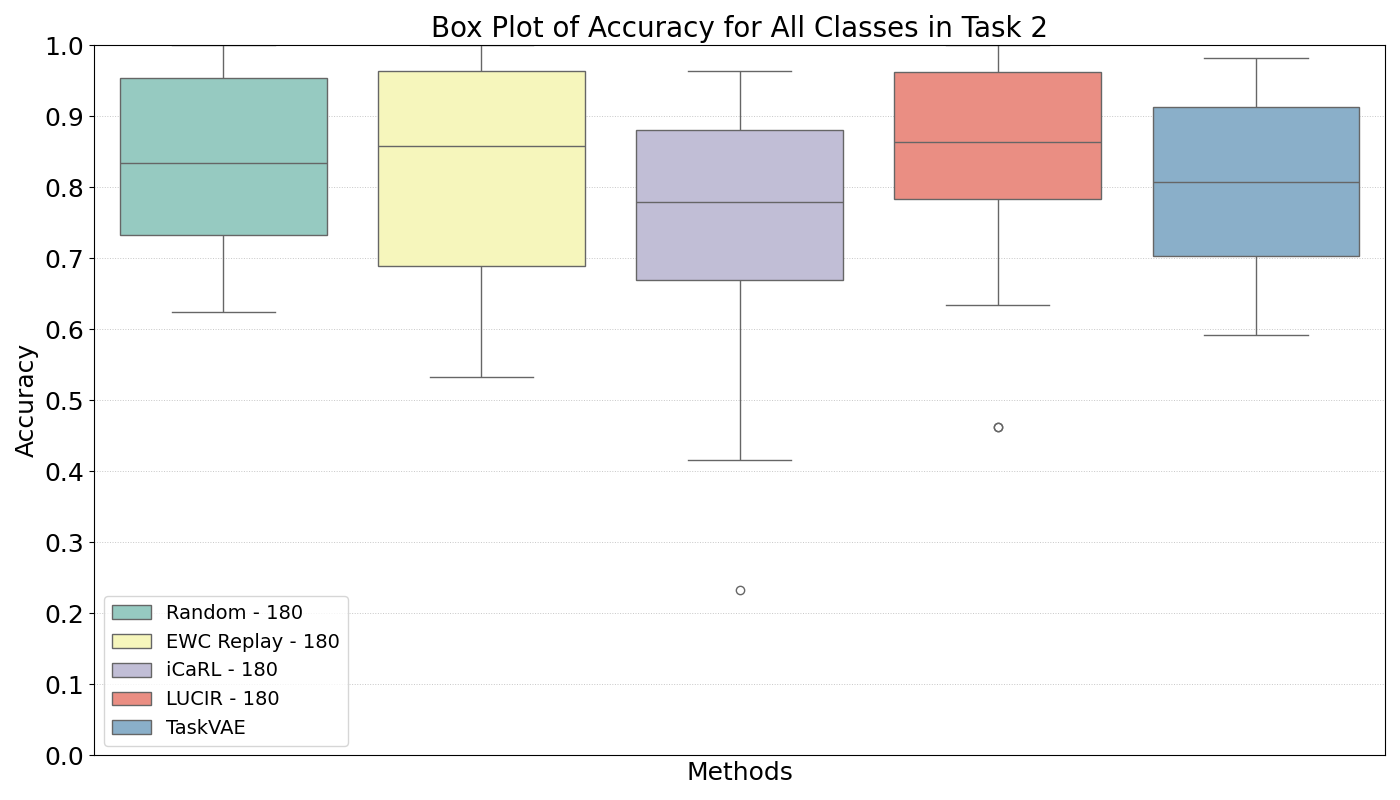 Box Plot of Accuracy for All Classes in Task 2
1.0
0.9
0.8
0.7
0.6
0.5
0.4
0.3
0.2
0.1
0.0
Accuracy
Random - 180
EWC Replay - 180
iCaRL - 180
LUCIR - 180
TaskVAE
Methods